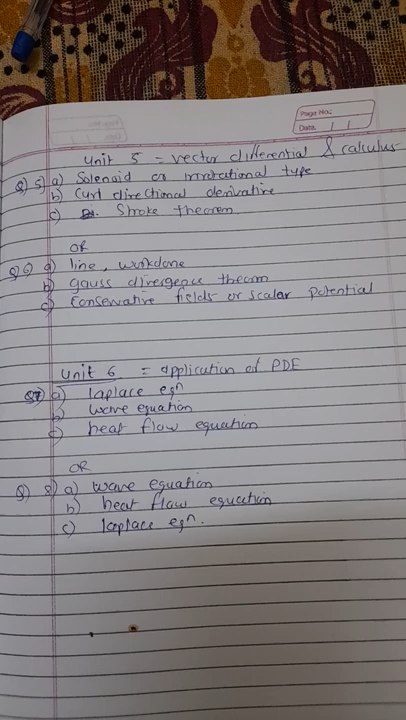 Page No.:
Date: / /
Unit 5 = vector differential & calculus
Q) 5) a) Solenoid or irrotational type
b) Curl directional derivative
c) Stroke theorem
OR
Q6) a) line, workdone
b) gauss divergence theorem
c) Conservative fields or scalar potential
Unit 6 = application of PDE
Q7) a) laplace eqn
b) wave equation
c) heat flow equation
OR
Q) 8) a) wave equation
b) heat flow equation
c) laplace eqn.